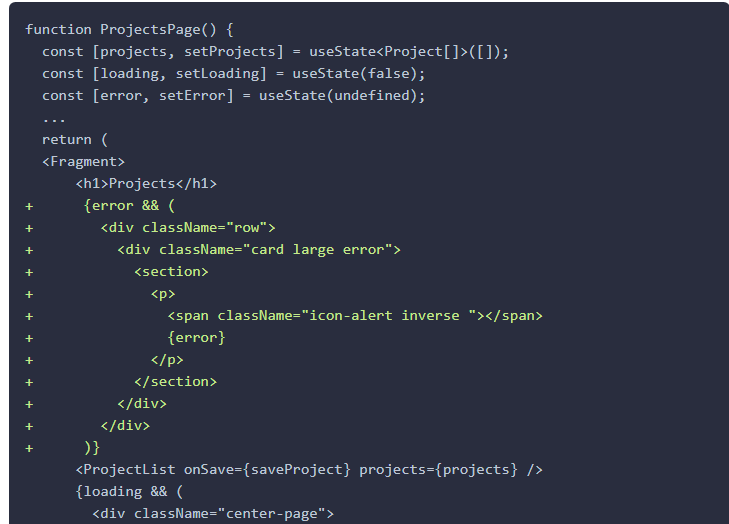 function ProjectsPage() {
  const [projects, setProjects] = useState<Project[]>([]);
  const [loading, setLoading] = useState(false);
  const [error, setError] = useState(undefined);
  ...
  return (
  <Fragment>
      <h1>Projects</h1>
+      {error && (
+        <div className="row">
+          <div className="card large error">
+            <section>
+              <p>
+                <span className="icon-alert inverse "></span>
+                {error}
+              </p>
+            </section>
+          </div>
+        </div>
+      )}
      <ProjectList onSave={saveProject} projects={projects} />
      {loading && (
        <div className="center-page">